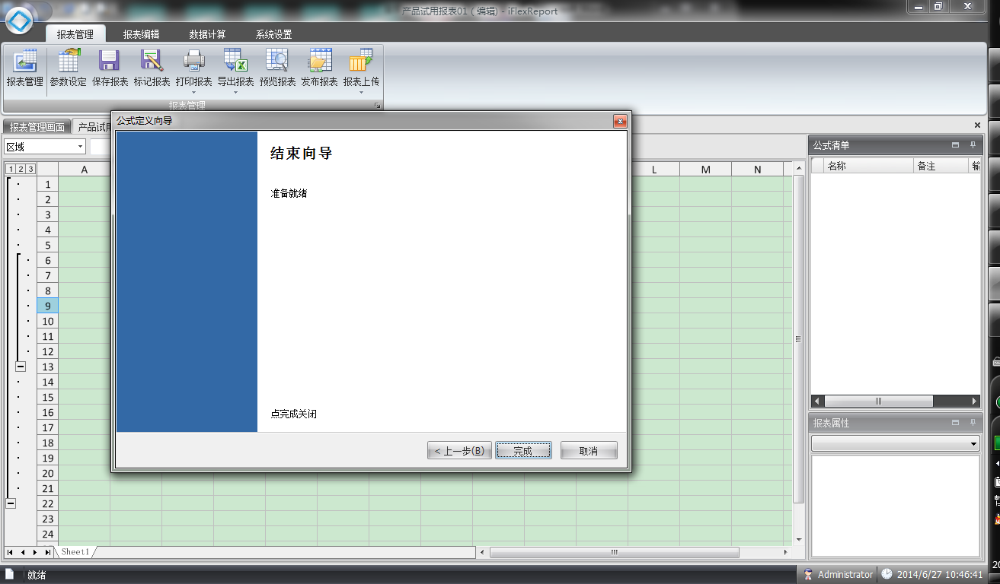 产品试用报表01 ( 编辑) - iFlexReport
报表管理 报表编辑 数据计算 系统设置
报表管理 参数设定 保存报表 标记报表 打印报表 导出报表 预览报表 发布报表 报表上传
报表管理
公式定义向导
报表管理画面 产品试用
区域
公式清单
名称 备注 输
1 2 3
A L M N
1
2
3
4
5
6
7
8
9
10
11
12
13
14
15
16
17
18
19
20
21
22
23
24
结束向导
准备就绪
点完成关闭
< 上一步(B) 完成 取消
报表属性
Sheet1
就绪
Administrator 2014/6/27 10:46:41